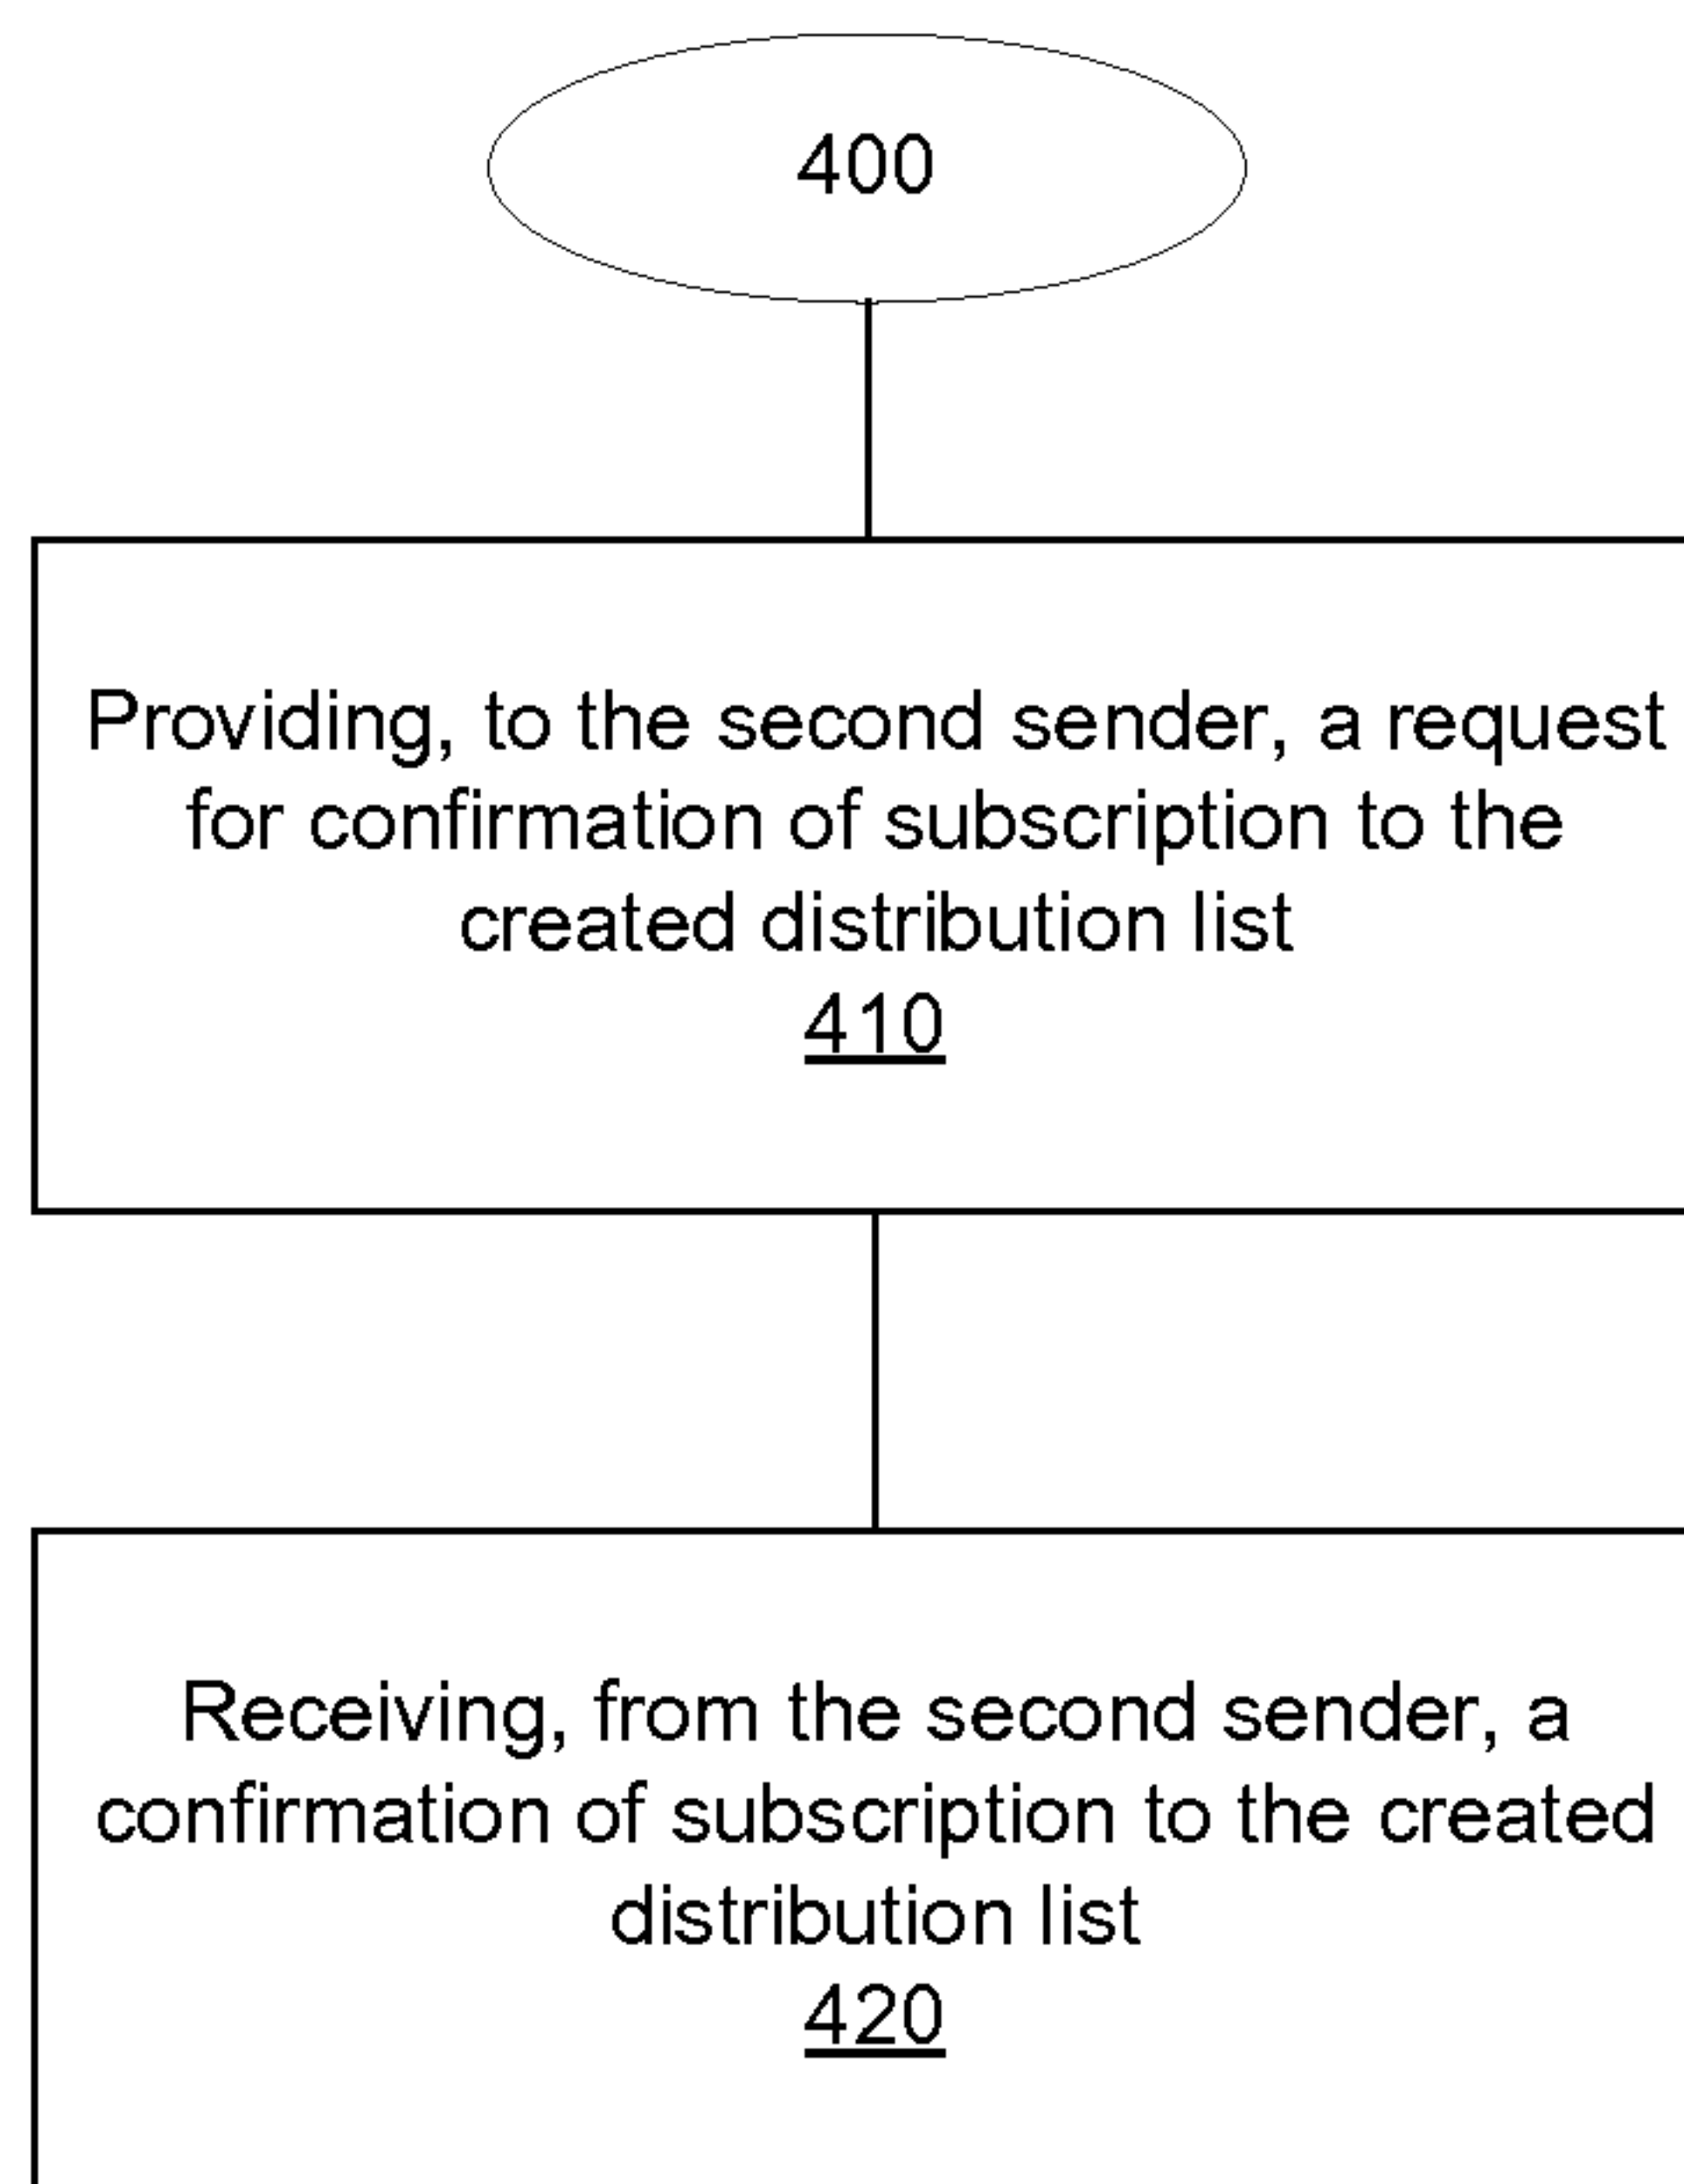 400
Providing, to the second sender, a request
for confirmation of subscription to the
created distribution list
410
Receiving, from the second sender, a
confirmation of subscription to the created
distribution list
420